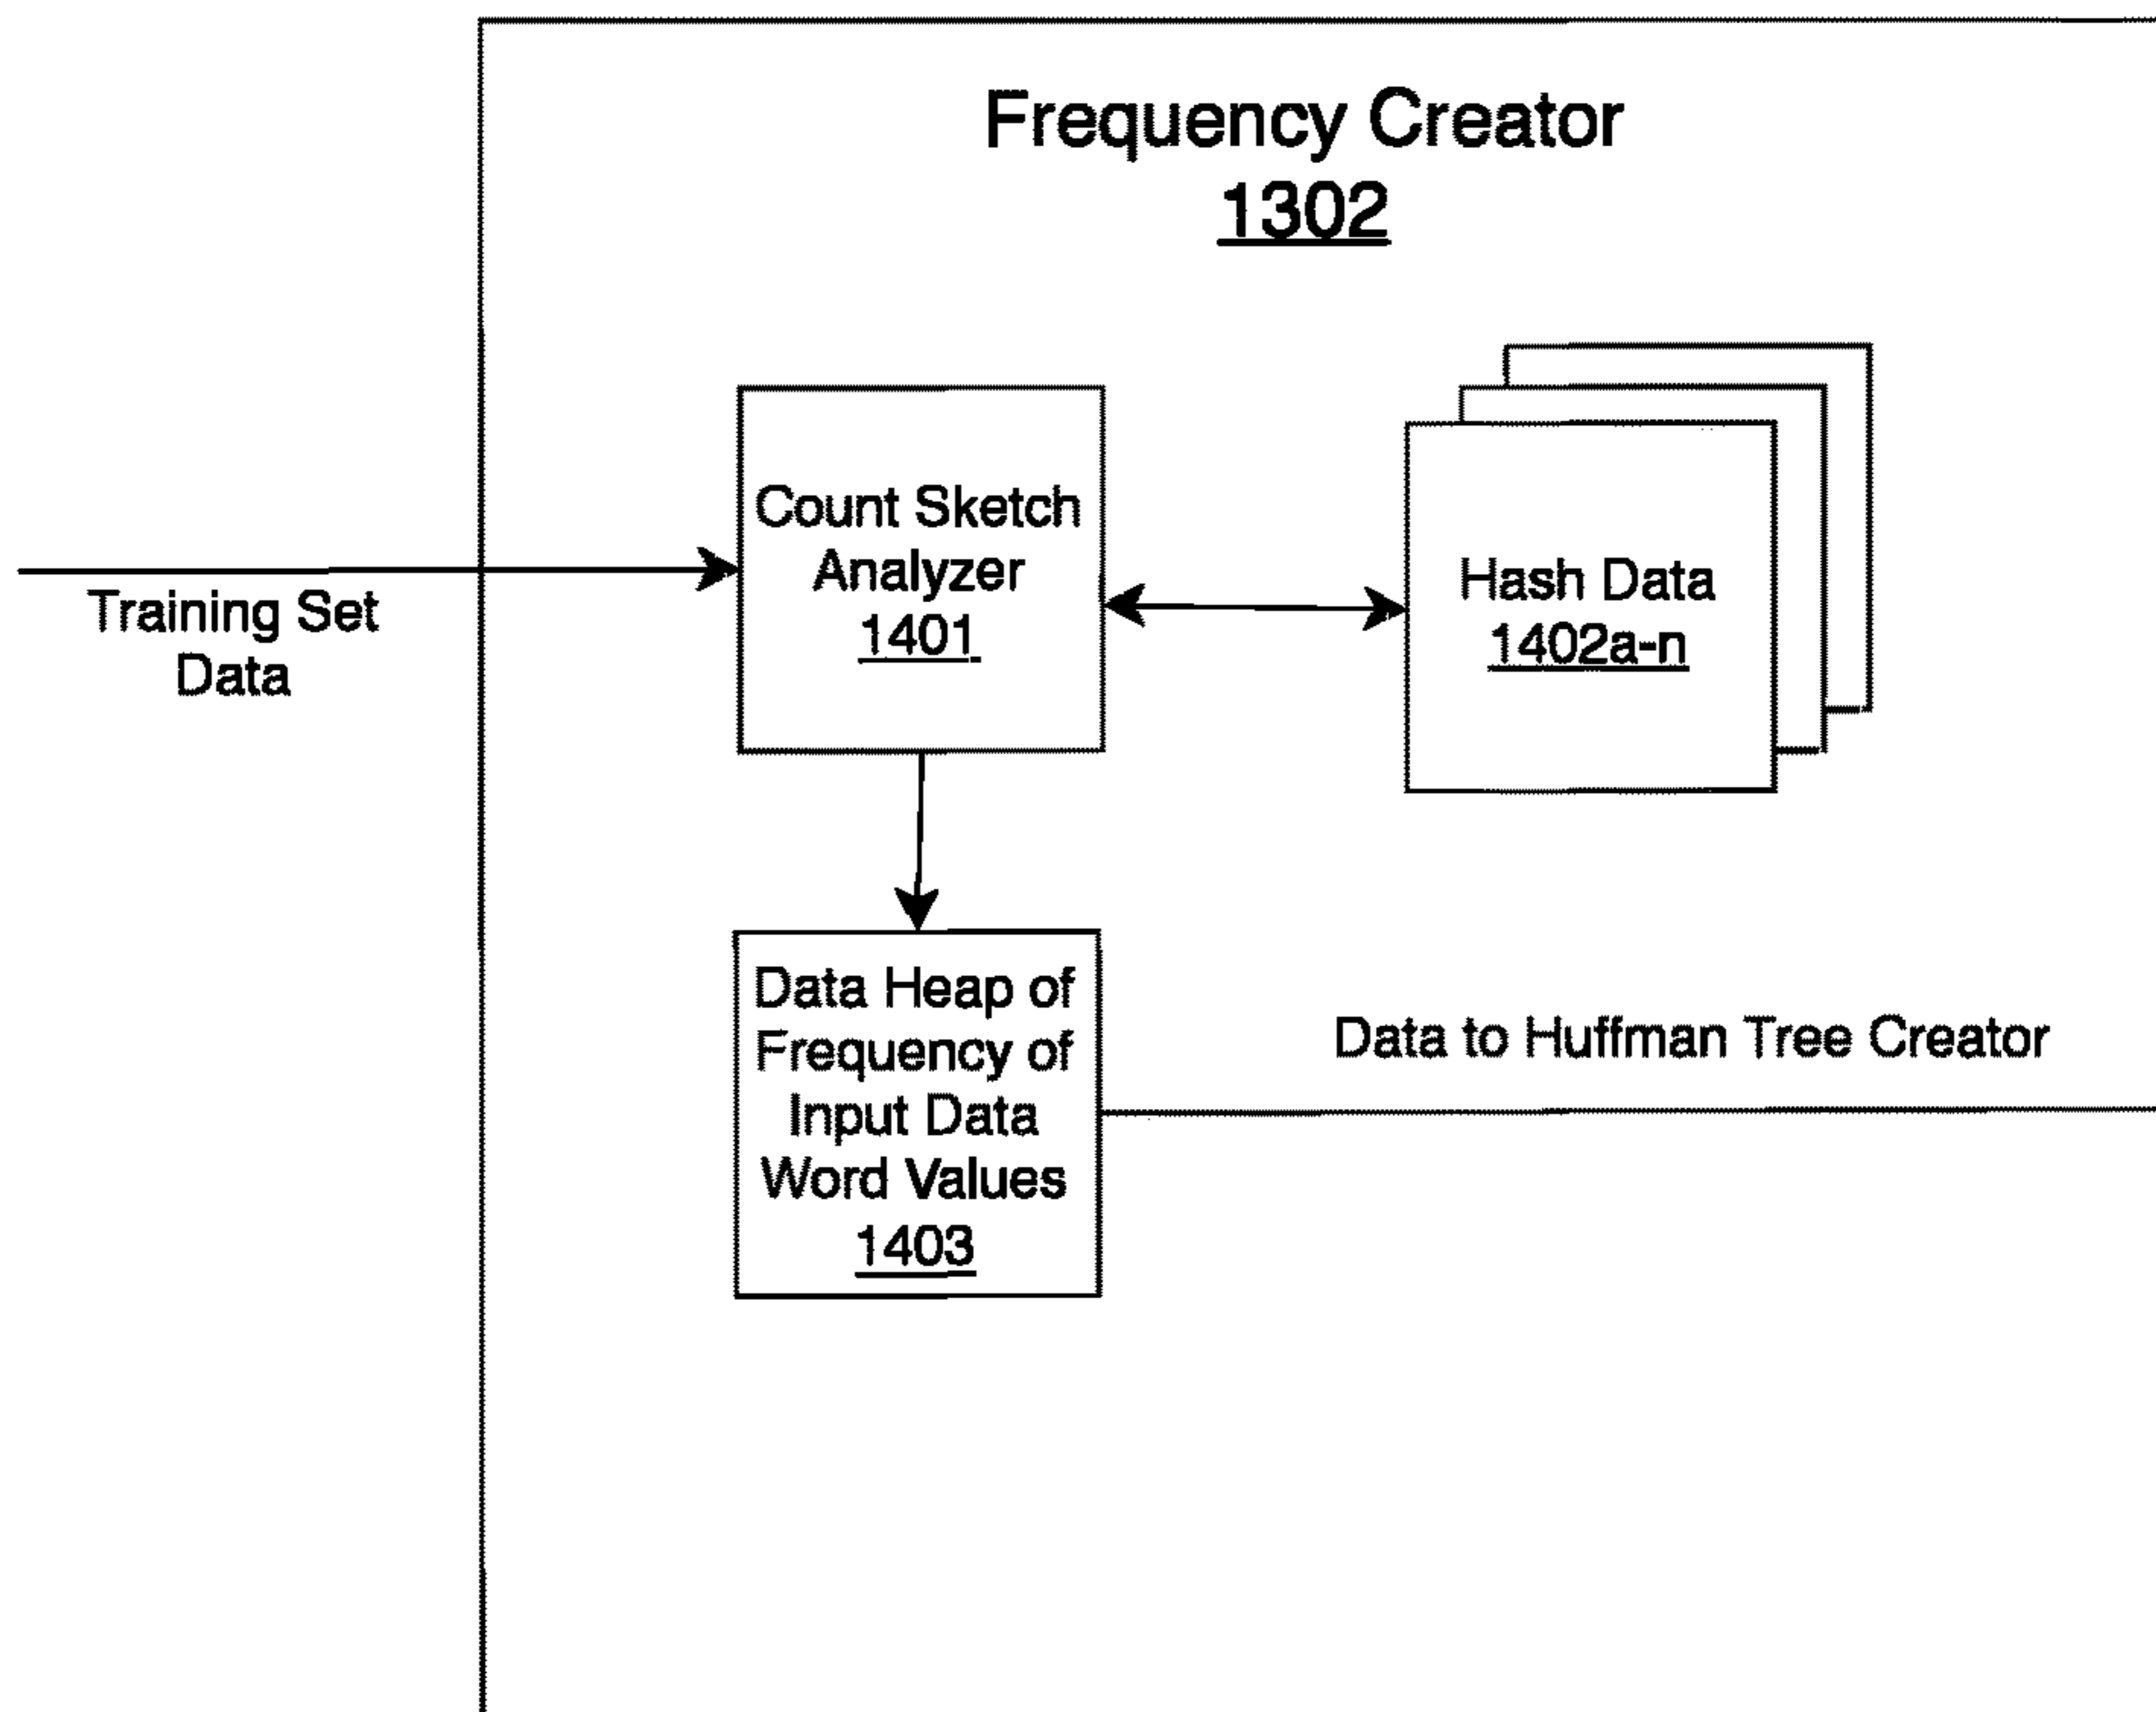 Frequency Creator
1302
Count Sketch
Analyzer
1401
Hash Data
1402a-n
Training Set
Data
Data Heap of
Frequency of
Input Data
Word Values
1403
Data to Huffman Tree Creator